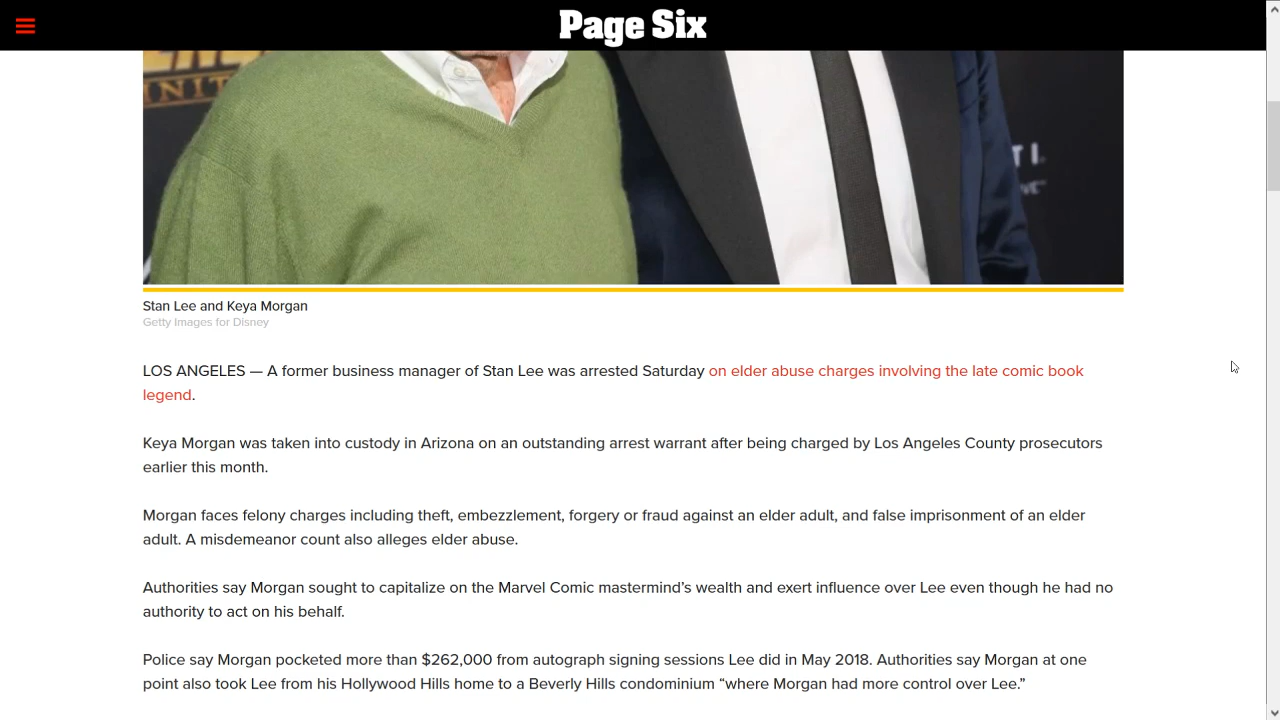 Page Six
INIT
T I.
Stan Lee and Keya Morgan
Getty Images for Disney
LOS ANGELES — A former business manager of Stan Lee was arrested Saturday on elder abuse charges involving the late comic book
legend.
Keya Morgan was taken into custody in Arizona on an outstanding arrest warrant after being charged by Los Angeles County prosecutors
earlier this month.
Morgan faces felony charges including theft, embezzlement, forgery or fraud against an elder adult, and false imprisonment of an elder
adult. A misdemeanor count also alleges elder abuse.
Authorities say Morgan sought to capitalize on the Marvel Comic mastermind’s wealth and exert influence over Lee even though he had no
authority to act on his behalf.
Police say Morgan pocketed more than $262,000 from autograph signing sessions Lee did in May 2018. Authorities say Morgan at one
point also took Lee from his Hollywood Hills home to a Beverly Hills condominium “where Morgan had more control over Lee.”